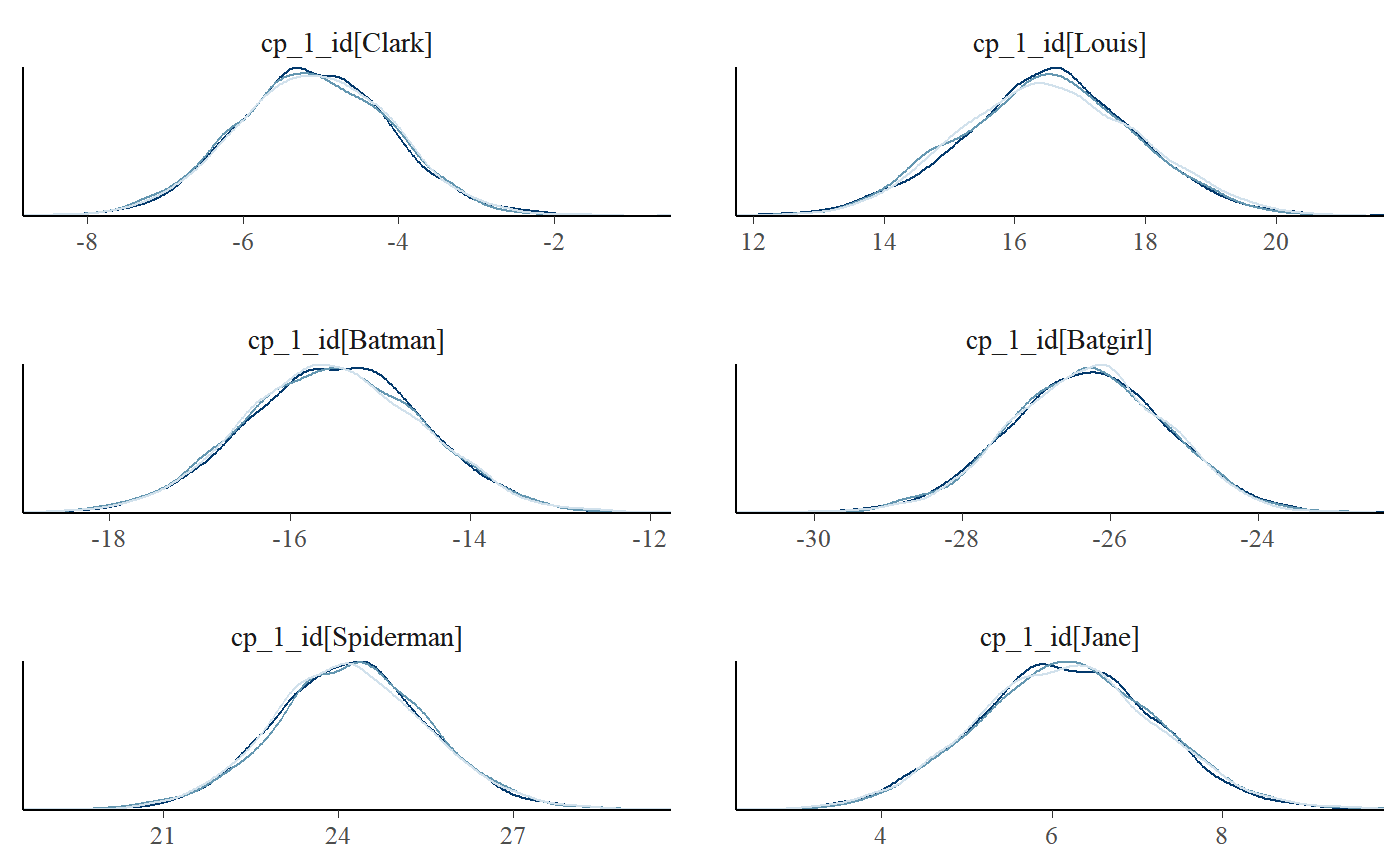 cp_1_id[Clark] cp_1_id[Louis]
-8 -6 -4 -2 12 14 16 18 20
cp_1_id[Batman] cp_1_id[Batgirl]
-18 -16 -14 -12 -30 -28 -26 -24
cp_1_id[Spiderman] cp_1_id[Jane]
21 24 27 4 6 8